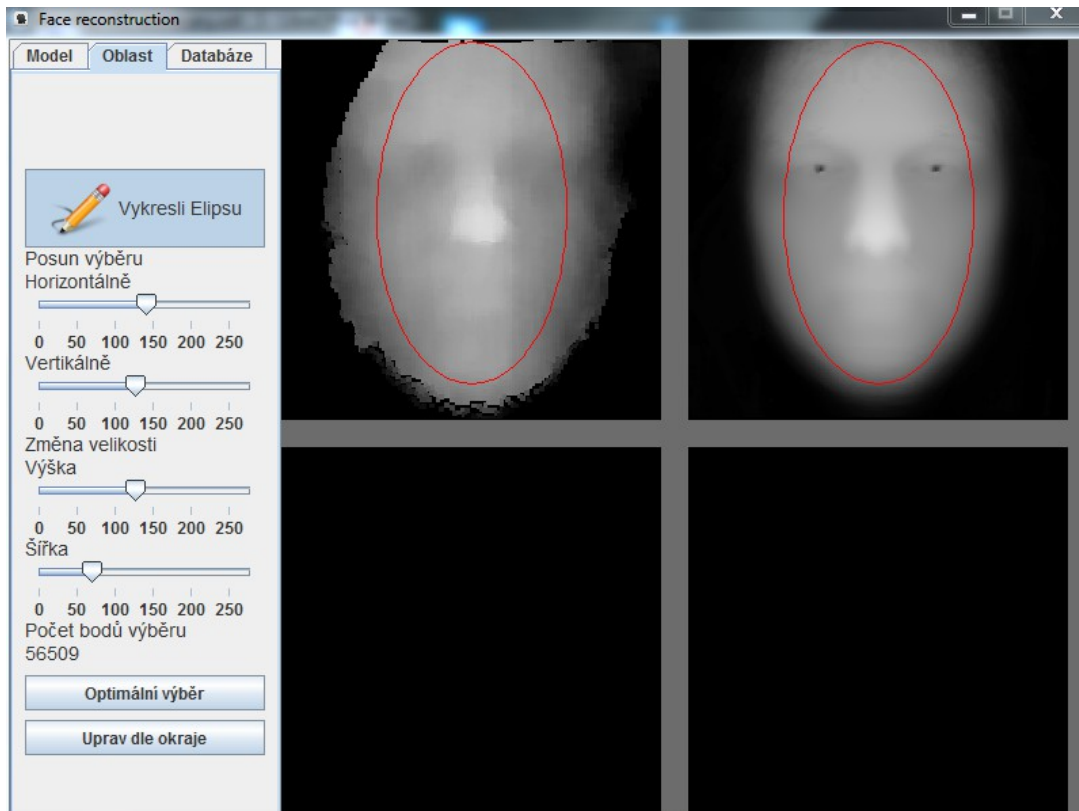 Face reconstruction
Model Oblast Databáze
Vykresli Elipsu
Posun výběru
Horizontálně
0 50 100 150 200 250
Vertikálně
0 50 100 150 200 250
Změna velikosti
Výška
0 50 100 150 200 250
Šířka
0 50 100 150 200 250
Počet bodů výběru
56509
Optimální výběr
Uprav dle okraje